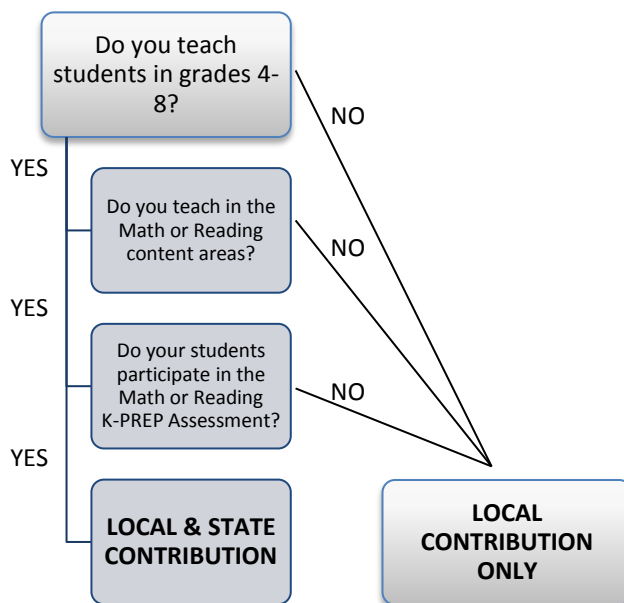 Do you teach
students in grades 4-
8?
NO
YES
Do you teach in the
Math or Reading
content areas?
NO
YES
Do your students
participate in the
Math or Reading
K-PREP Assessment?
NO
YES
LOCAL & STATE
CONTRIBUTION
LOCAL
CONTRIBUTION
ONLY